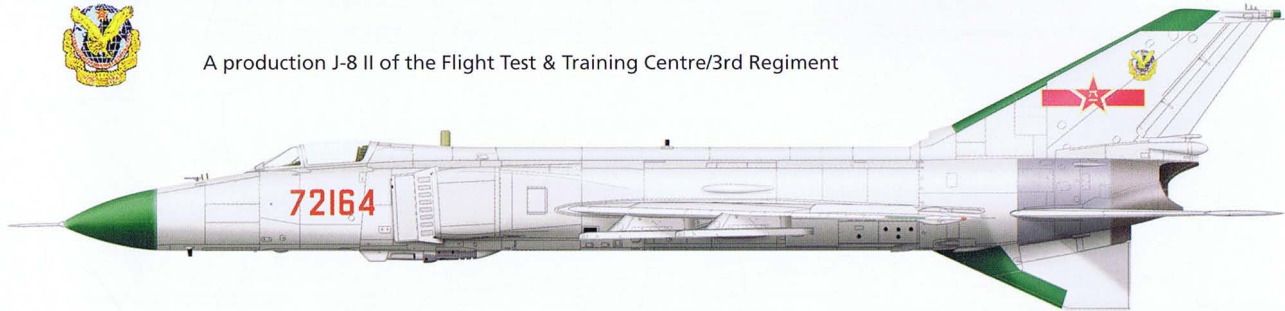 A production J-8 II of the Flight Test & Training Centre/3rd Regiment
72164